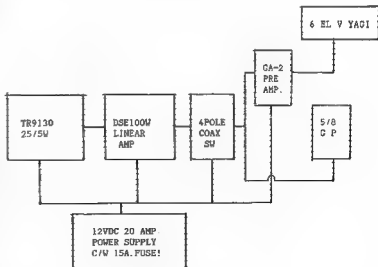 6 EL V YAGI
GA-2
PRE
AMP.
TR9130
25/5W
DSE100W
LINEAR
AMP
4POLE
COAX
SW
5/8
G P
12VDC 20 AMP
POWER SUPPLY
C/W 15A.FUSE!